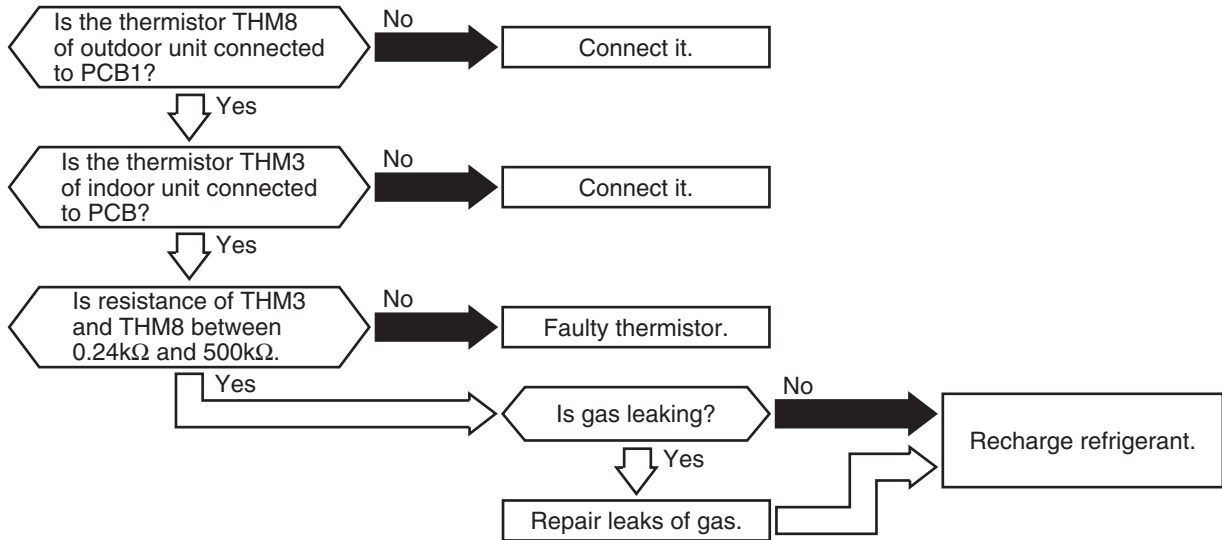 Is the thermistor THM8
of outdoor unit connected
to PCB1?
No
Connect it.
Yes
Is the thermistor THM3
of indoor unit connected
to PCB?
No
Connect it.
Yes
Is resistance of THM3
and THM8 between
0.24kΩ and 500kΩ.
No
Faulty thermistor.
Yes
Is gas leaking?
No
Recharge refrigerant.
Yes
Repair leaks of gas.